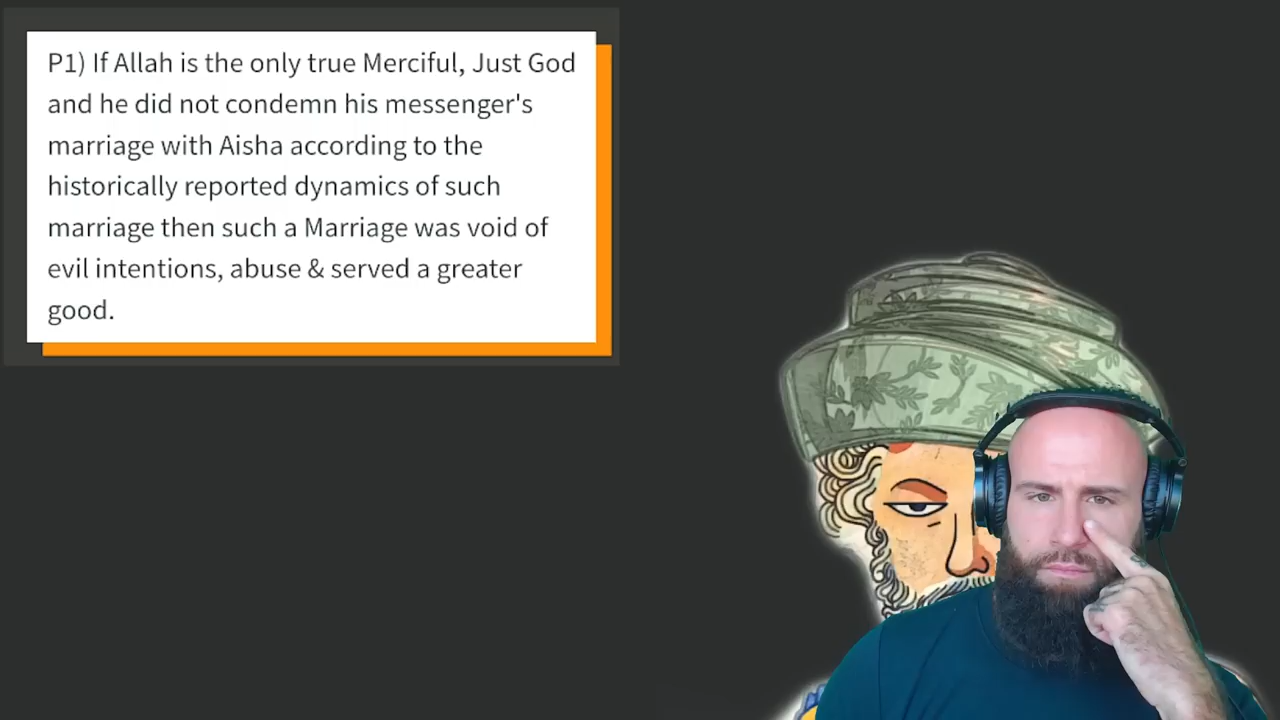 P1) If Allah is the only true Merciful, Just God
and he did not condemn his messenger's
marriage with Aisha according to the
historically reported dynamics of such
marriage then such a Marriage was void of
evil intentions, abuse & served a greater
good.